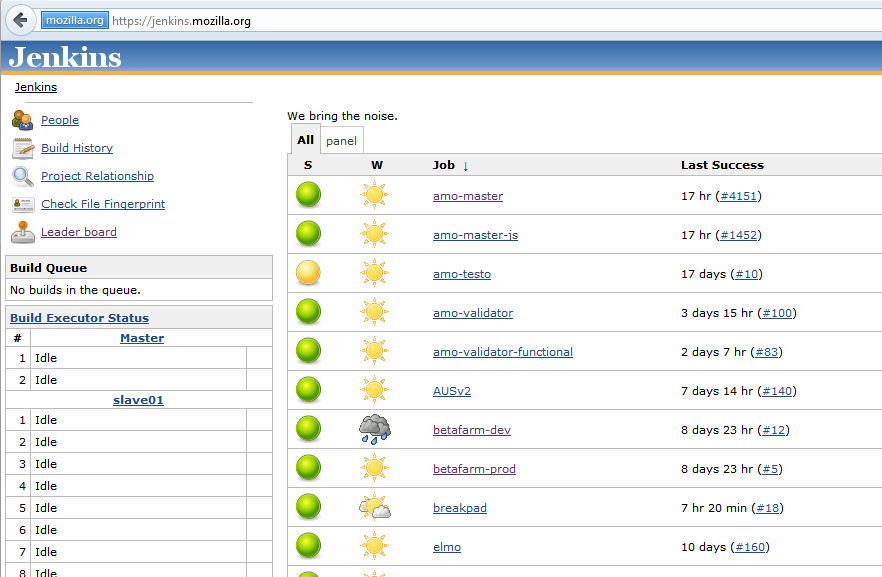 mozilla.org https://jenkins.mozilla.org
Jenkins
Jenkins
People
Build History
Project Relationship
Check File Fingerprint
Leader board
Build Queue
No builds in the queue.
Build Executor Status
# Master
1 Idle
2 Idle
slave01
1 Idle
2 Idle
3 Idle
4 Idle
5 Idle
6 Idle
7 Idle
8 Idle
We bring the noise.
All panel
S W Job ↓ Last Success
amo-master 17 hr (#4151)
amo-master-js 17 hr (#1452)
amo-testo 17 days (#10)
amo-validator 3 days 15 hr (#100)
amo-validator-functional 2 days 7 hr (#83)
AUSv2 7 days 14 hr (#140)
betafarm-dev 8 days 23 hr (#12)
betafarm-prod 8 days 23 hr (#5)
breakpad 7 hr 20 min (#18)
elmo 10 days (#160)